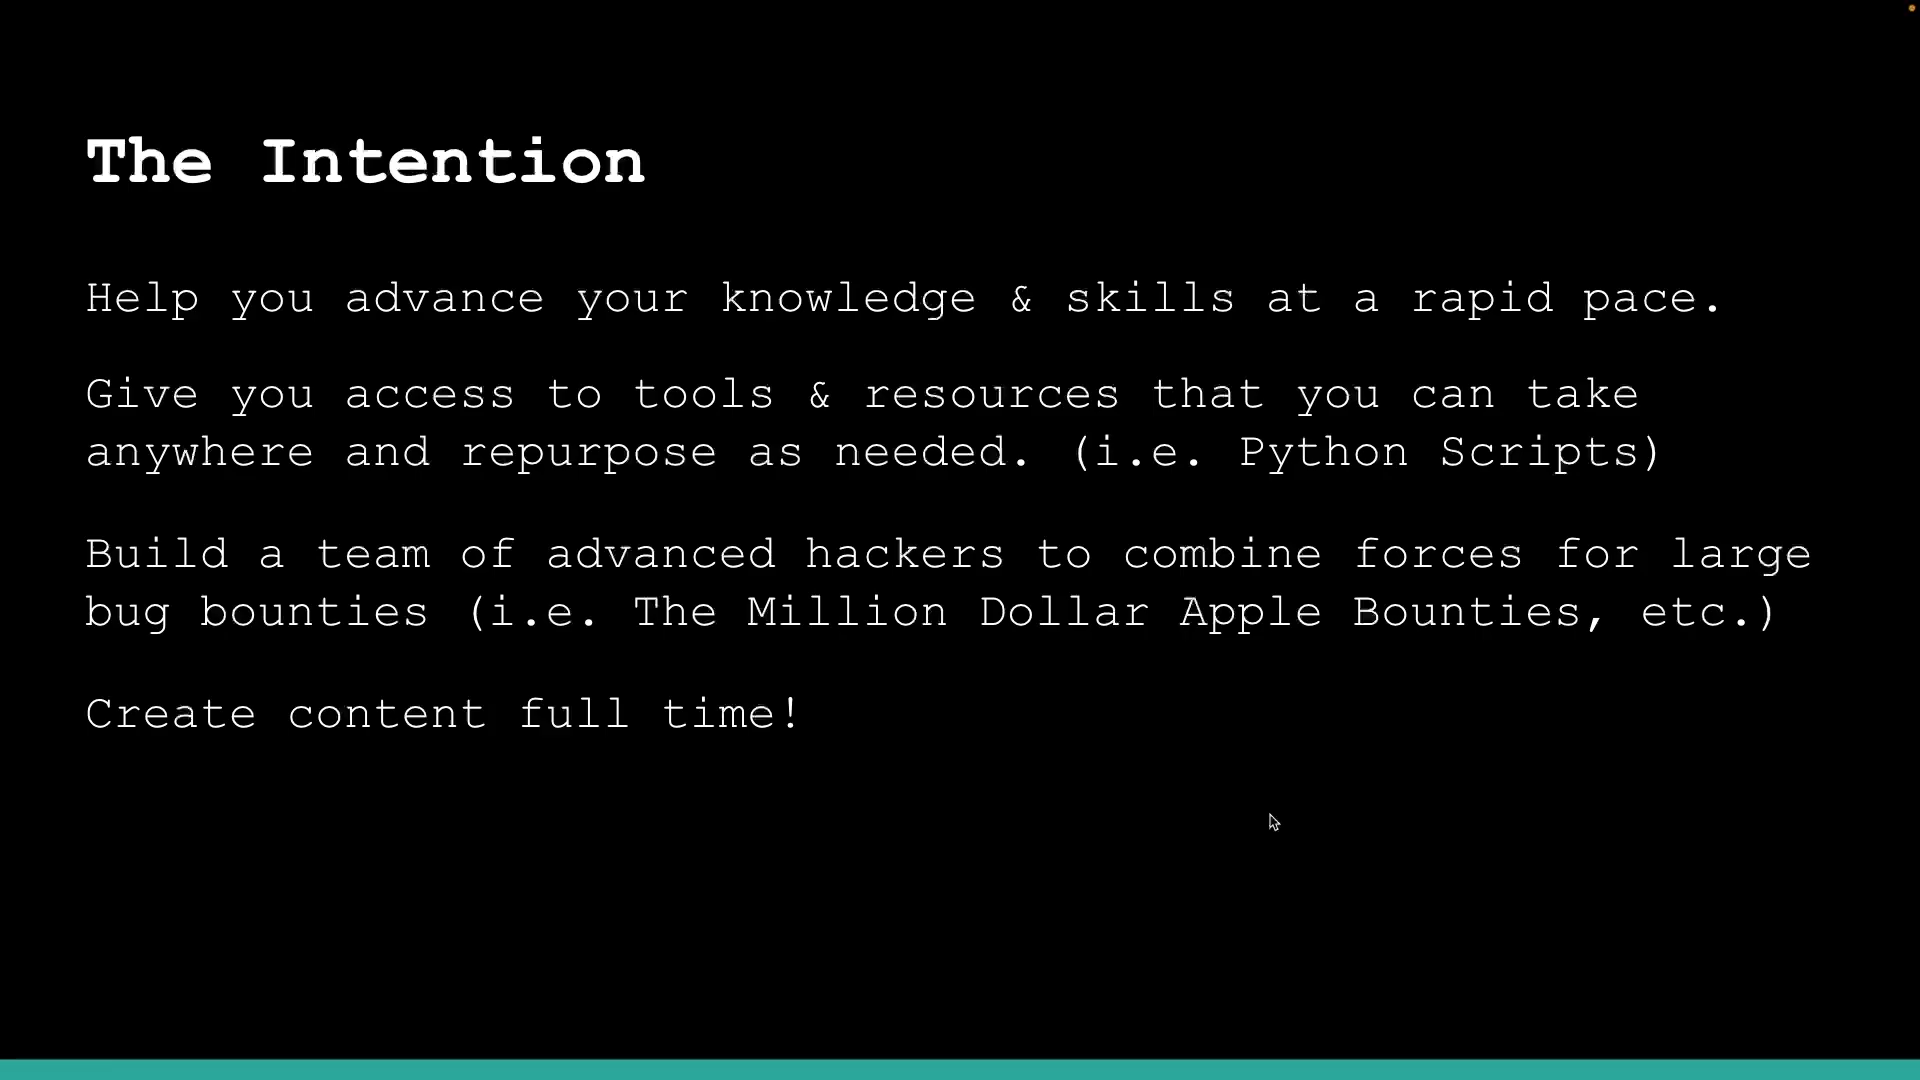 The Intention
Help you advance your knowledge & skills at a rapid pace.
Give you access to tools & resources that you can take
anywhere and repurpose as needed. (i.e. Python Scripts)
Build a team of advanced hackers to combine forces for large
bug bounties (i.e. The Million Dollar Apple Bounties, etc.)
Create content full time!